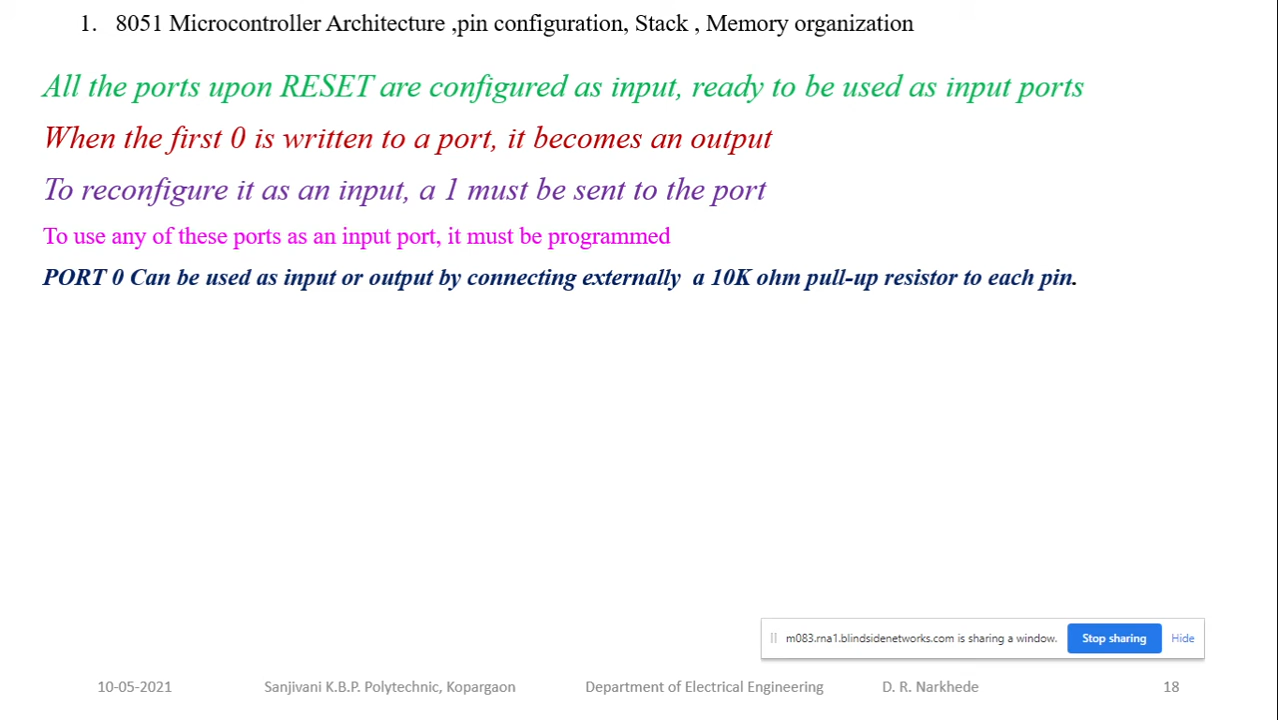 1. 8051 Microcontroller Architecture ,pin configuration, Stack , Memory organization
All the ports upon RESET are configured as input, ready to be used as input ports
When the first 0 is written to a port, it becomes an output
To reconfigure it as an input, a 1 must be sent to the port
To use any of these ports as an input port, it must be programmed
PORT 0 Can be used as input or output by connecting externally a 10K ohm pull-up resistor to each pin.
m083.rna1.blindsidenetworks.com is sharing a window. Stop sharing Hide
10-05-2021 Sanjivani K.B.P. Polytechnic, Kopargaon Department of Electrical Engineering D. R. Narkhede 18